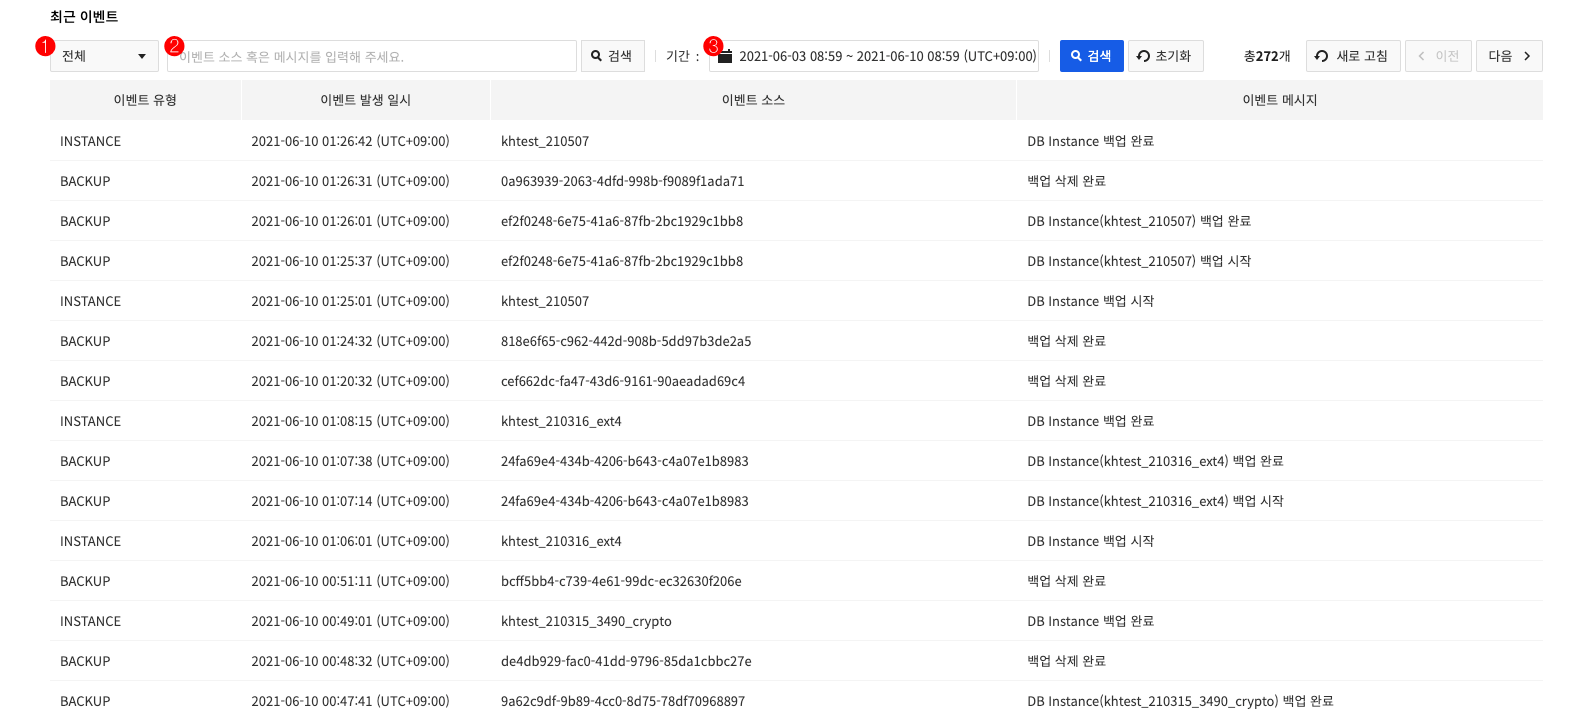 최근 이벤트
1 전체 2 이벤트 소스 혹은 메시지를 입력해 주세요. 검색 기간 : 3 2021-06-03 08:59 ~ 2021-06-10 08:59 (UTC+09:00) 검색 초기화 총272개 새로 고침 이전 다음
이벤트 유형 이벤트 발생 일시 이벤트 소스 이벤트 메시지
INSTANCE 2021-06-10 01:26:42 (UTC+09:00) khtest_210507 DB Instance 백업 완료
BACKUP 2021-06-10 01:26:31 (UTC+09:00) 0a963939-2063-4dfd-998b-f9089f1ada71 백업 삭제 완료
BACKUP 2021-06-10 01:26:01 (UTC+09:00) ef2f0248-6e75-41a6-87fb-2bc1929c1bb8 DB Instance(khtest_210507) 백업 완료
BACKUP 2021-06-10 01:25:37 (UTC+09:00) ef2f0248-6e75-41a6-87fb-2bc1929c1bb8 DB Instance(khtest_210507) 백업 시작
INSTANCE 2021-06-10 01:25:01 (UTC+09:00) khtest_210507 DB Instance 백업 시작
BACKUP 2021-06-10 01:24:32 (UTC+09:00) 818e6f65-c962-442d-908b-5dd97b3de2a5 백업 삭제 완료
BACKUP 2021-06-10 01:20:32 (UTC+09:00) cef662dc-fa47-43d6-9161-90aeadad69c4 백업 삭제 완료
INSTANCE 2021-06-10 01:08:15 (UTC+09:00) khtest_210316_ext4 DB Instance 백업 완료
BACKUP 2021-06-10 01:07:38 (UTC+09:00) 24fa69e4-434b-4206-b643-c4a07e1b8983 DB Instance(khtest_210316_ext4) 백업 완료
BACKUP 2021-06-10 01:07:14 (UTC+09:00) 24fa69e4-434b-4206-b643-c4a07e1b8983 DB Instance(khtest_210316_ext4) 백업 시작
INSTANCE 2021-06-10 01:06:01 (UTC+09:00) khtest_210316_ext4 DB Instance 백업 시작
BACKUP 2021-06-10 00:51:11 (UTC+09:00) bcff5bb4-c739-4e61-99dc-ec32630f206e 백업 삭제 완료
INSTANCE 2021-06-10 00:49:01 (UTC+09:00) khtest_210315_3490_crypto DB Instance 백업 완료
BACKUP 2021-06-10 00:48:32 (UTC+09:00) de4db929-fac0-41dd-9796-85da1cbbc27e 백업 삭제 완료
BACKUP 2021-06-10 00:47:41 (UTC+09:00) 9a62c9df-9b89-4cc0-8d75-78df70968897 DB Instance(khtest_210315_3490_crypto) 백업 완료